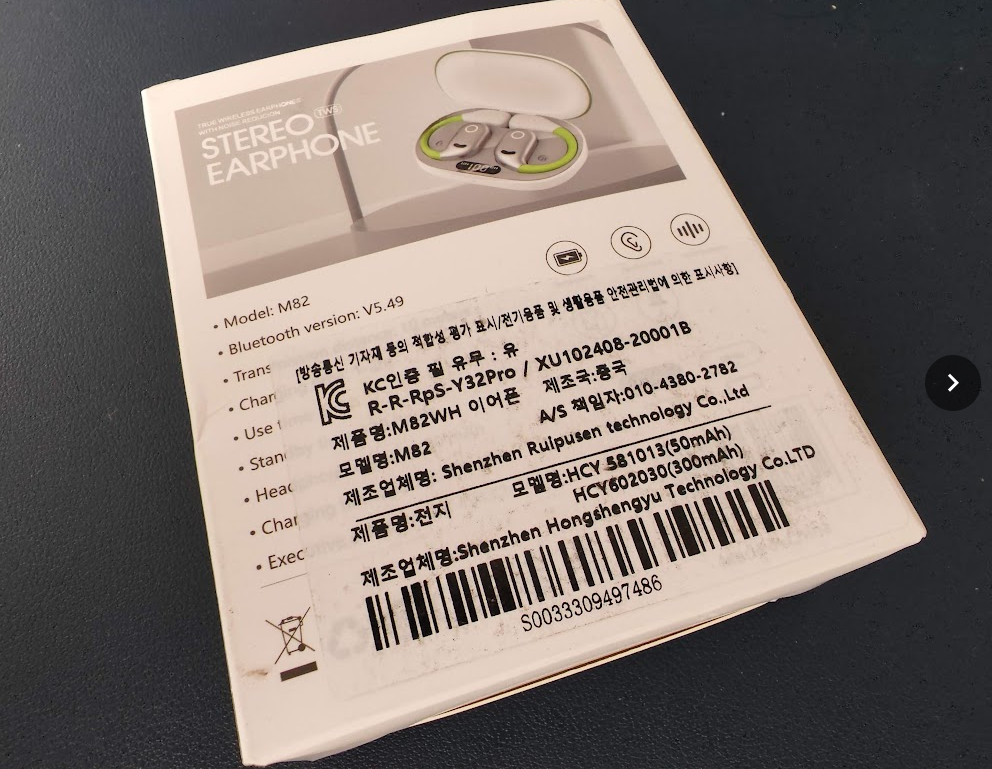 TRUE WIRELESS EARPHONE
WITH NOISE REDUCION
STEREO TWS
EARPHONE
• Model: M82
• Bluetooth version: V5.49
• Trans
• Char
• Use
• Stan
• Head
• Char
• Exec
[방송통신 기자재 등의 적합성 평가 표시/전기용품 및 생활용품 안전관리법에 의한 표시사항]
KC인증 필 유무 : 유
R-R-RpS-Y32Pro / XU102408-20001B
제품명:M82WH 이어폰 제조국:중국
모델명:M82 A/S 책임자:010-4380-2782
제조업체명: Shenzhen Ruipusen technology Co.,Ltd
제품명:전지 모델명:HCY 581013(50mAh)
HCY602030(300mAh)
제조업체명:Shenzhen Hongshengyu Technology Co.LTD
S0033309497486